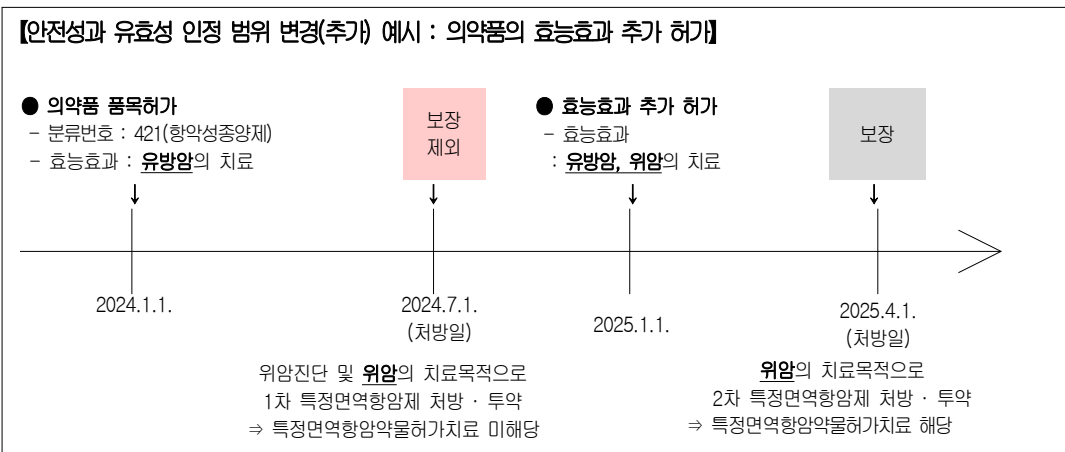 【안전성과 유효성 인정 범위 변경(추가) 예시 : 의약품의 효능효과 추가 허가】
● 의약품 품목허가
- 분류번호 : 421(항악성종양제)
- 효능효과 : 유방암의 치료
보장
제외
● 효능효과 추가 허가
- 효능효과
: 유방암, 위암의 치료
보장
2024.1.1.
2024.7.1.
(처방일)
2025.1.1.
2025.4.1.
(처방일)
위암진단 및 위암의 치료목적으로
1차 특정면역항암제 처방 · 투약
⇒ 특정면역항암약물허가치료 미해당
위암의 치료목적으로
2차 특정면역항암제 처방 · 투약
⇒ 특정면역항암약물허가치료 해당